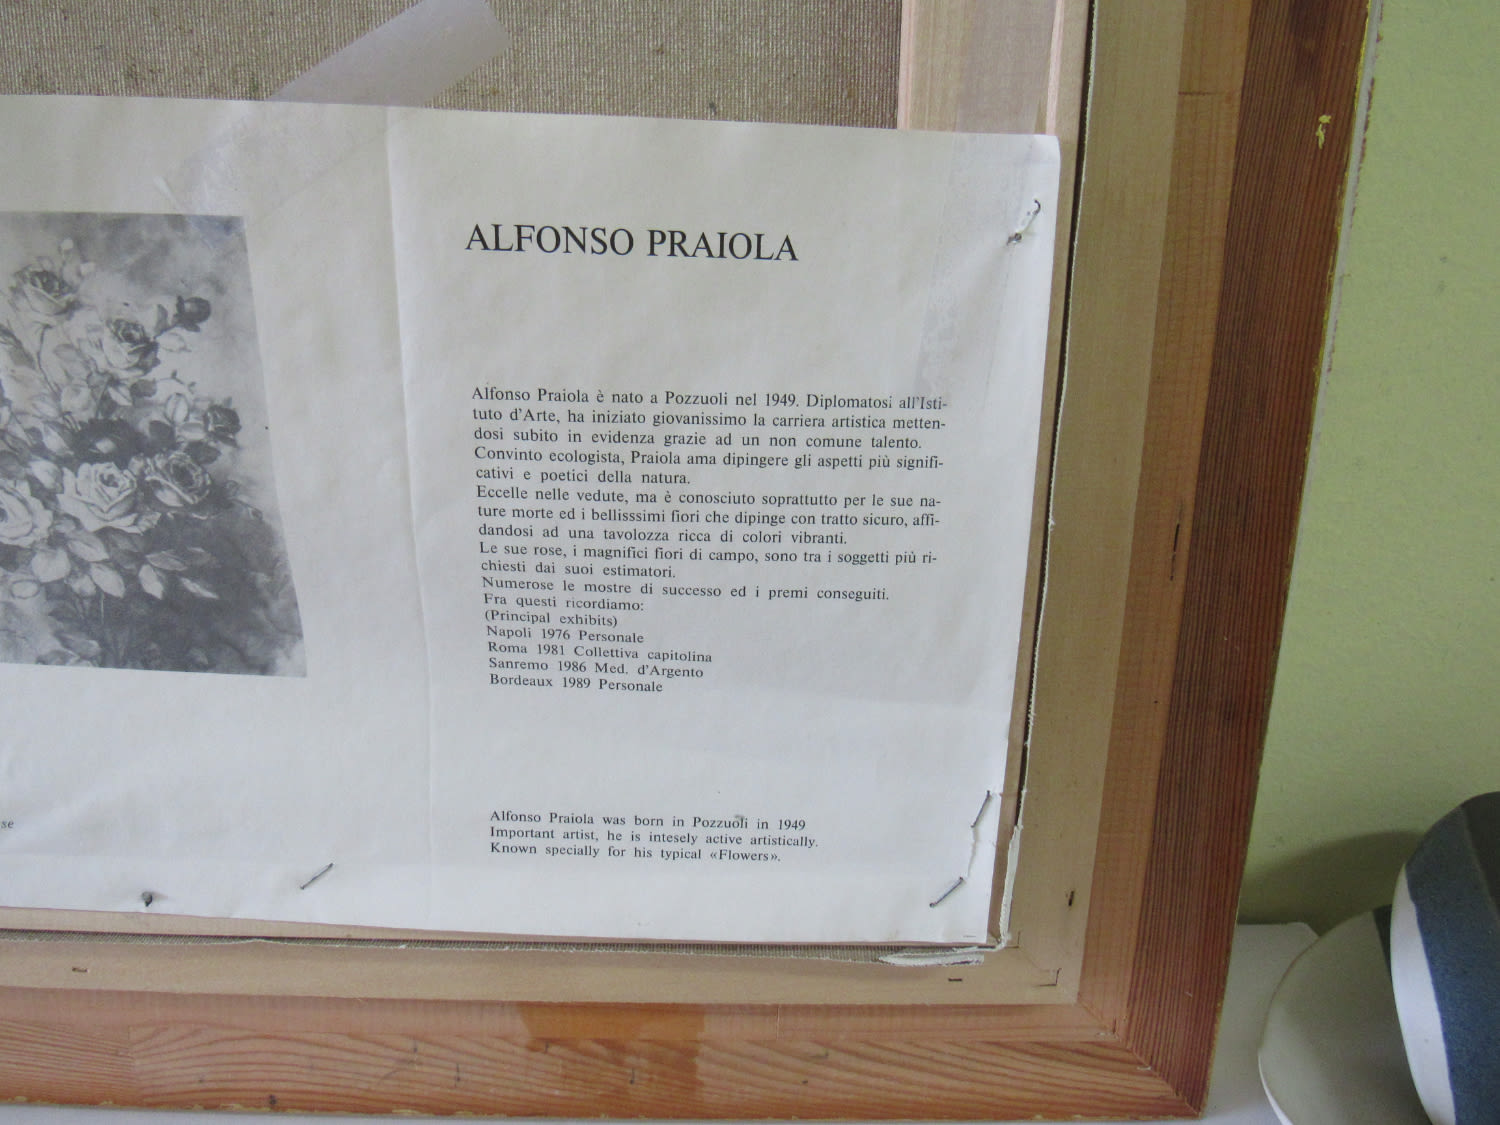 ALFONSO PRAIOLA
Alfonso Praiola è nato a Pozzuoli nel 1949. Diplomatosi all'Isti-
tuto d'Arte, ha iniziato giovanissimo la carriera artistica metten-
dosi subito in evidenza grazie ad un non comune talento.
Convinto ecologista, Praiola ama dipingere gli aspetti più signifi-
cativi e poetici della natura.
Eccelle nelle vedute, ma è conosciuto soprattutto per le sue na-
ture morte ed i bellisssimi fiori che dipinge con tratto sicuro, affi-
dandosi ad una tavolozza ricca di colori vibranti.
Le sue rose, i magnifici fiori di campo, sono tra i soggetti più ri-
chiesti dai suoi estimatori.
Numerose le mostre di successo ed i premi conseguiti.
Fra questi ricordiamo:
(Principal exhibits)
Napoli 1976 Personale
Roma 1981 Collettiva capitolina
Sanremo 1986 Med. d'Argento
Bordeaux 1989 Personale
se
Alfonso Praiola was born in Pozzuoli in 1949
Important artist, he is intesely active artistically.
Known specially for his typical «Flowers».